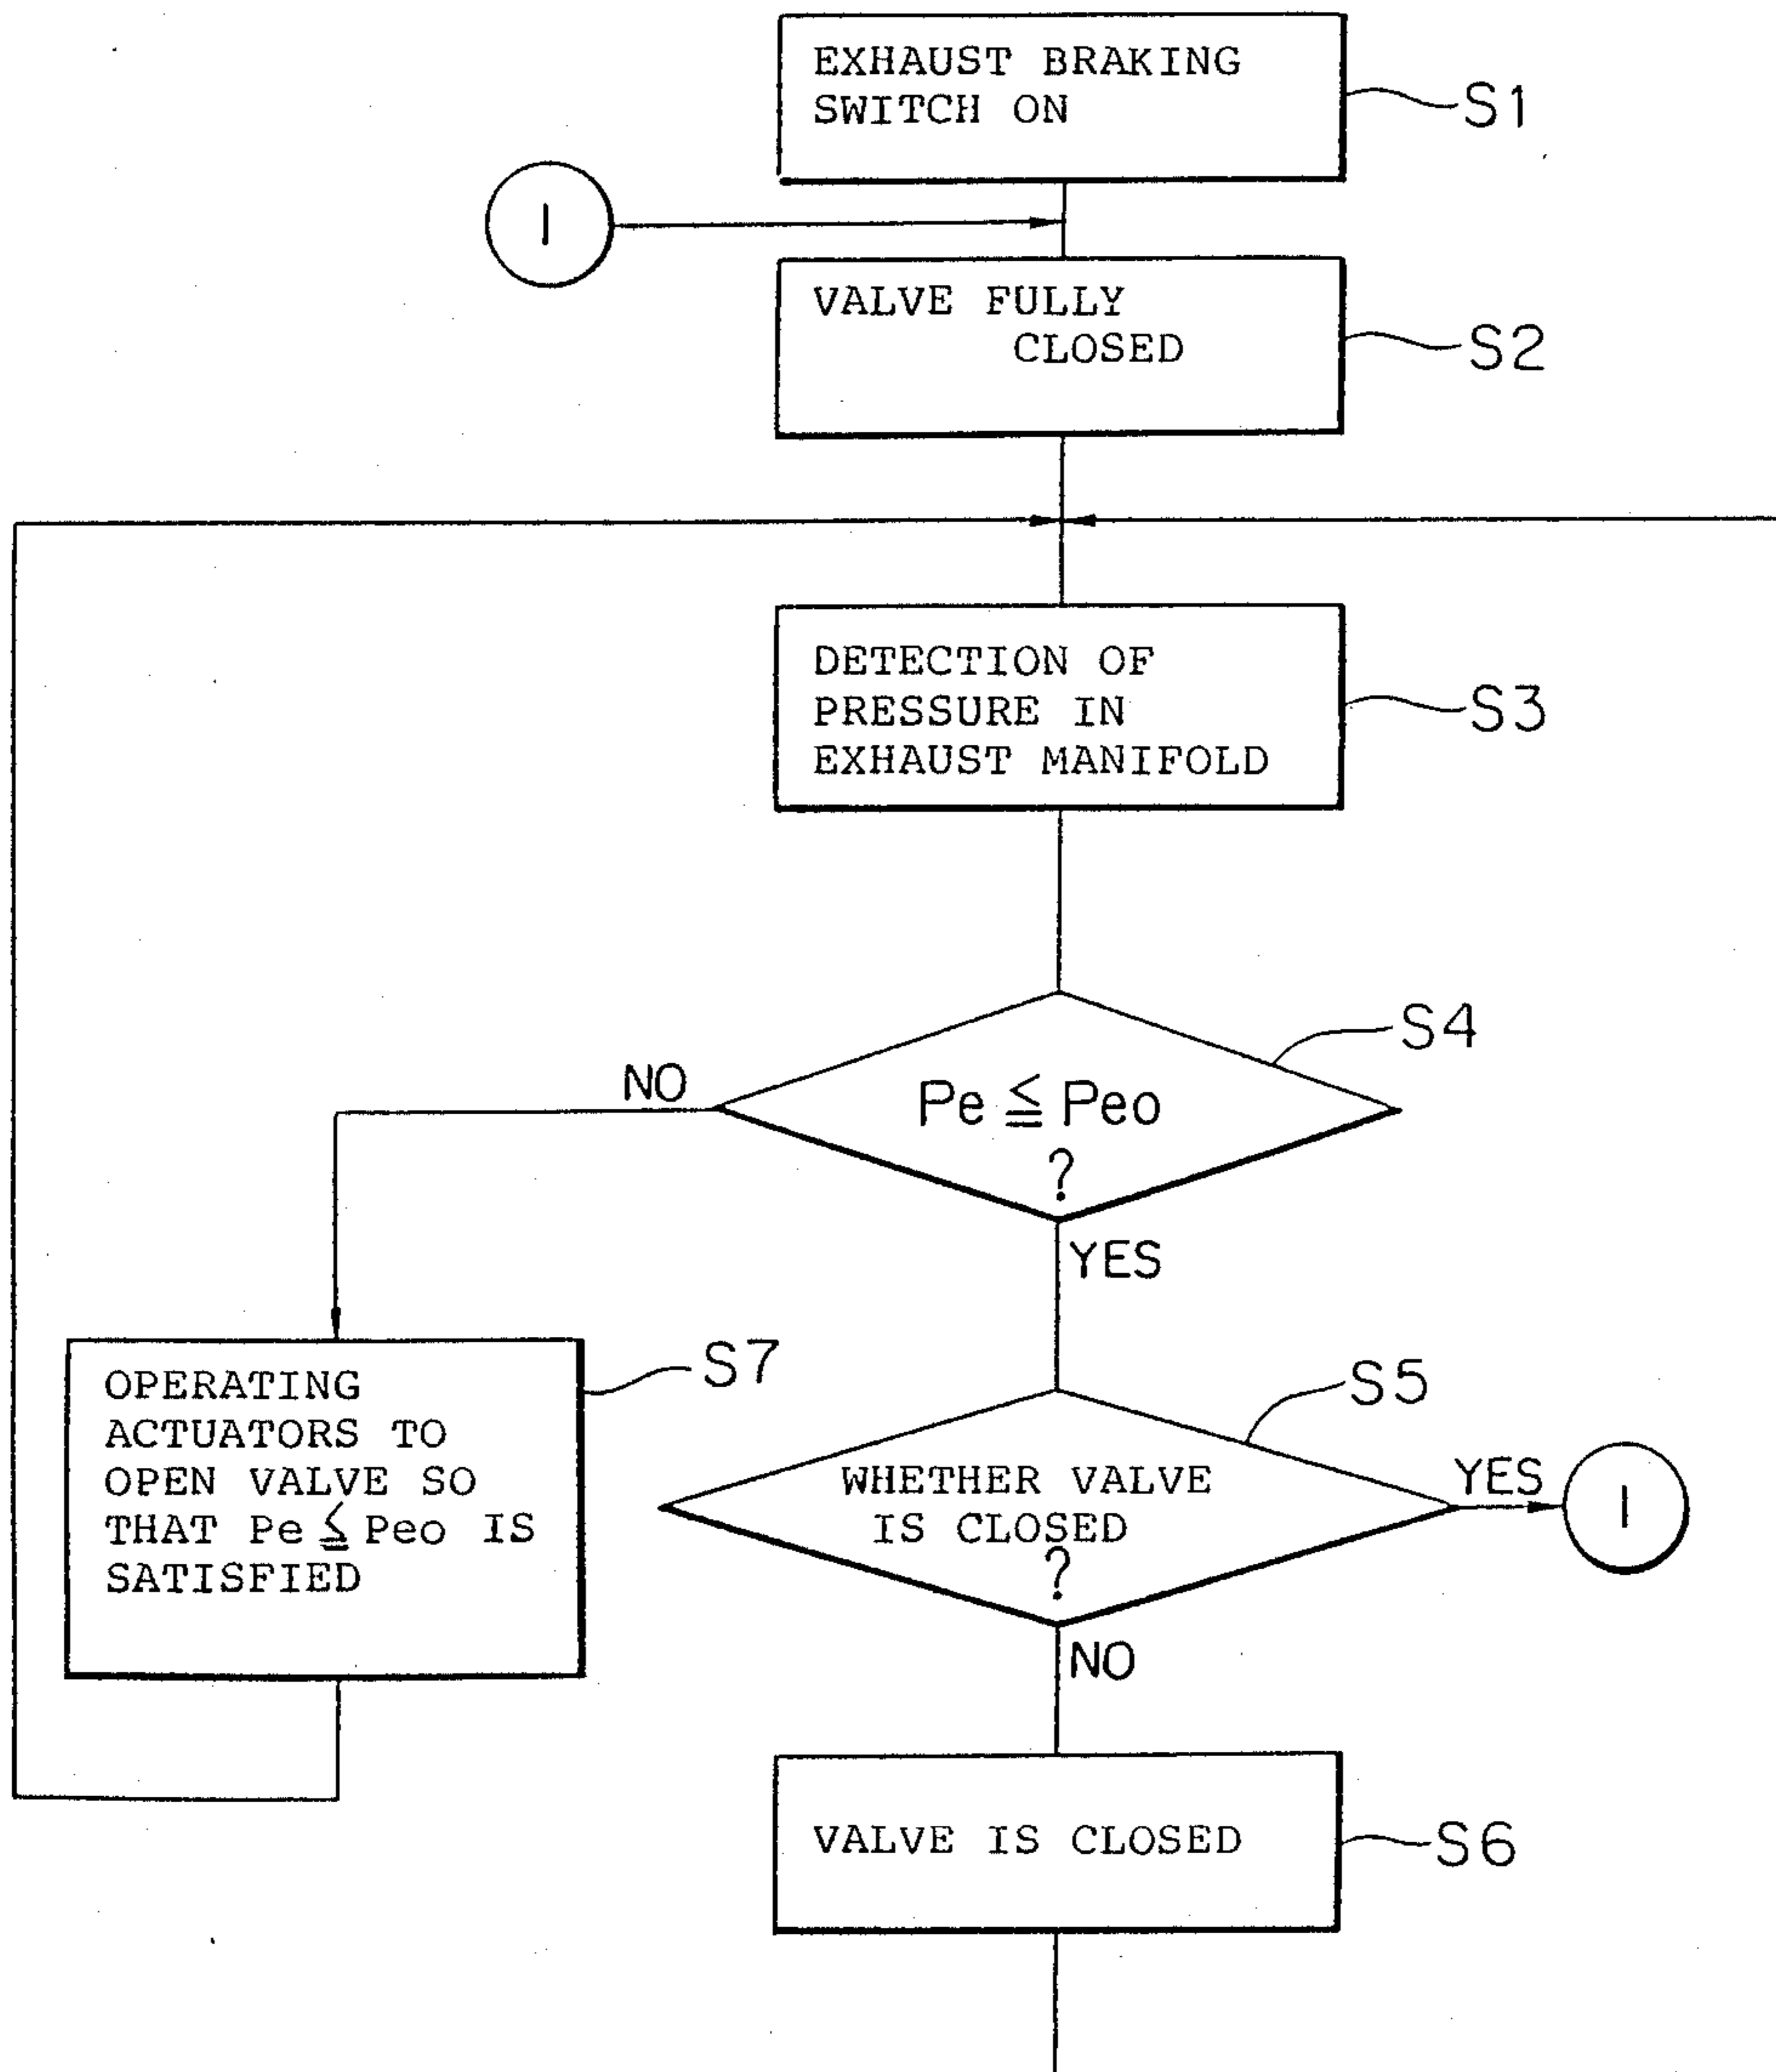 EXHAUST BRAKING
SWITCH ON
S1
I
VALVE FULLY
CLOSED
S2
DETECTION OF
PRESSURE IN
EXHAUST MANIFOLD
S3
S4
NO
Pe ≦ Peo
?
YES
S7
OPERATING
ACTUATORS TO
OPEN VALVE SO
THAT Pe ≦ Peo IS
SATISFIED
S5
WHETHER VALVE
IS CLOSED
?
YES
I
NO
VALVE IS CLOSED
S6